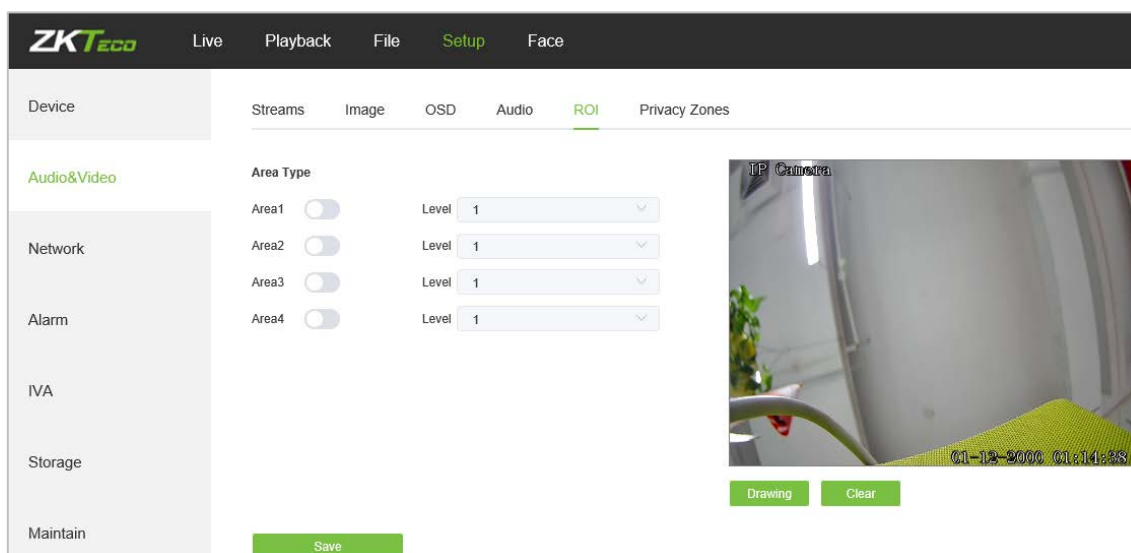 ZKTeco Live Playback File Setup Face
Device
Audio&Video
Network
Alarm
IVA
Storage
Maintain
Streams Image OSD Audio ROI Privacy Zones
Area Type
Area1 Level 1
Area2 Level 1
Area3 Level 1
Area4 Level 1
Save
IP Camera
01-12-2000 01:14:38
Drawing Clear